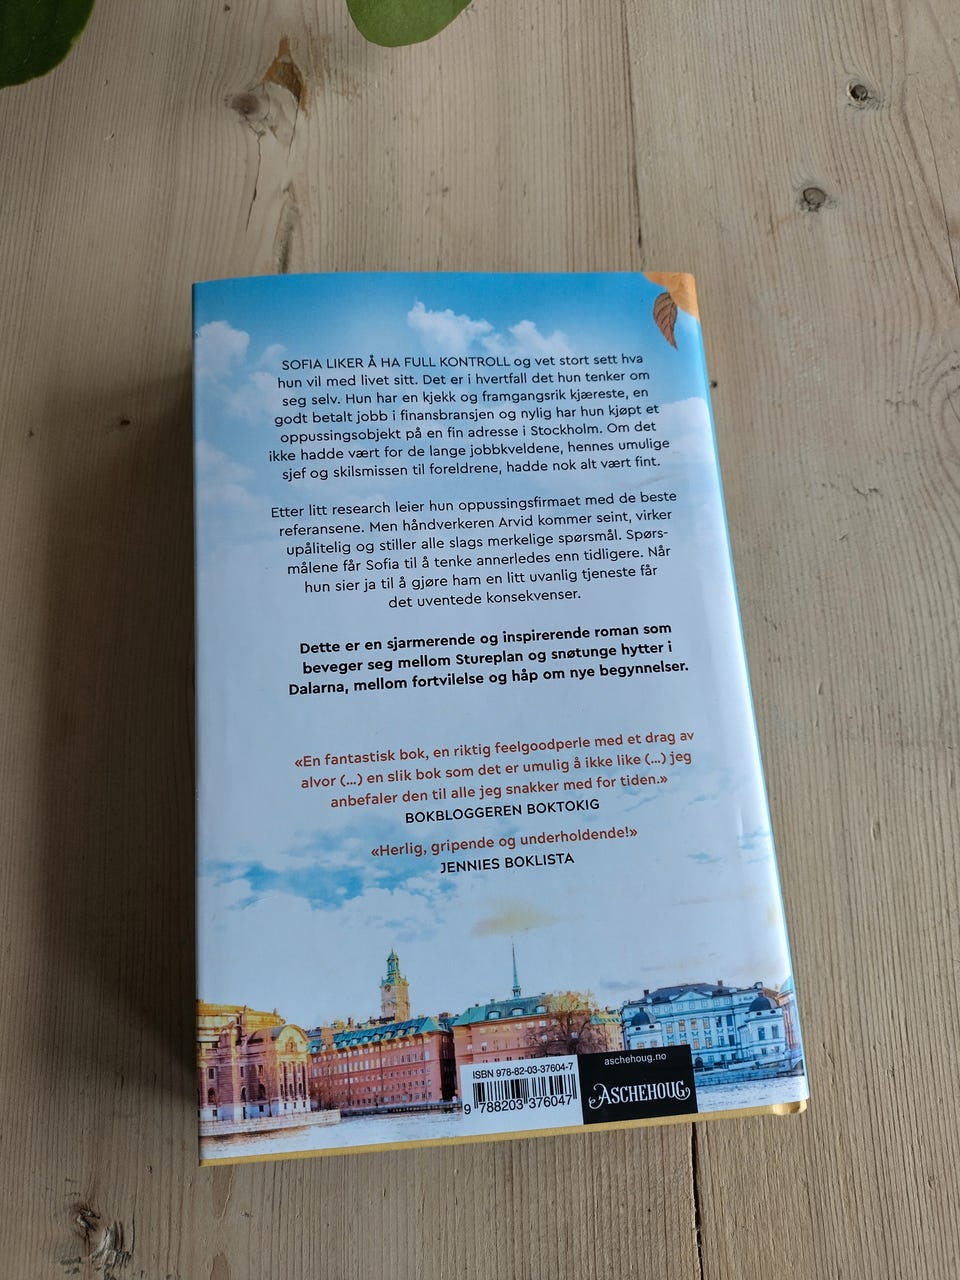 SOFIA LIKER Å HA FULL KONTROLL og vet stort sett hva
hun vil med livet sitt. Det er i hvertfall det hun tenker om
seg selv. Hun har en kjekk og framgangsrik kjæreste, en
godt betalt jobb i finansbransjen og nylig har hun kjøpt et
oppussingsobjekt på en fin adresse i Stockholm. Om det
ikke hadde vært for de lange jobbkveldene, hennes umulige
sjef og skilsmissen til foreldrene, hadde nok alt vært fint.
Etter litt research leier hun oppussingsfirmaet med de beste
referansene. Men håndverkeren Arvid kommer seint, virker
upålitelig og stiller alle slags merkelige spørsmål. Spørs-
målene får Sofia til å tenke annerledes enn tidligere. Når
hun sier ja til å gjøre ham en litt uvanlig tjeneste får
det uventede konsekvenser.
Dette er en sjarmerende og inspirerende roman som
beveger seg mellom Stureplan og snøtunge hytter i
Dalarna, mellom fortvilelse og håp om nye begynnelser.
«En fantastisk bok, en riktig feelgoodperle med et drag av
alvor (...) en slik bok som det er umulig å ikke like (...) jeg
anbefaler den til alle jeg snakker med for tiden.»
BOKBLOGGEREN BOKTOKIG
«Herlig, gripende og underholdende!»
JENNIES BOKLISTA
ISBN 978-82-03-37604-7
9 788203 376047
aschehoug.no
ASCHEHOUG